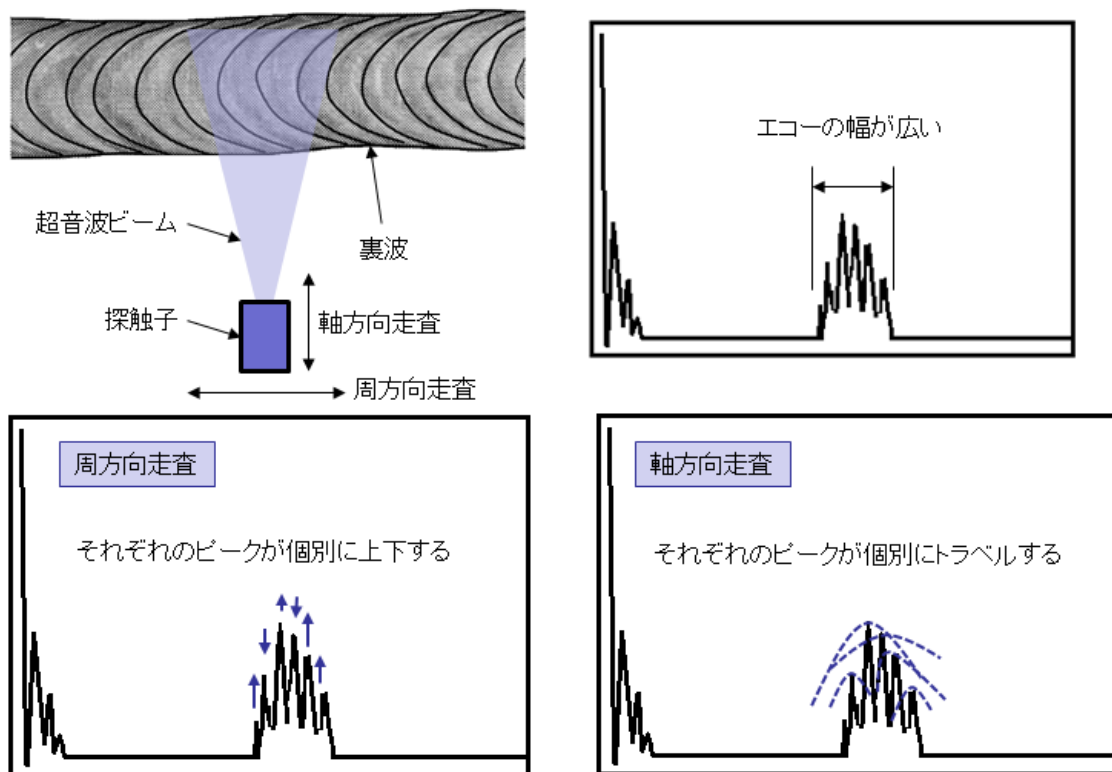 エコーの幅が広い
超音波ビーム
裏波
探触子
軸方向走査
周方向走査
周方向走査
それぞれのピークが個別に上下する
軸方向走査
それぞれのピークが個別にトラベルする